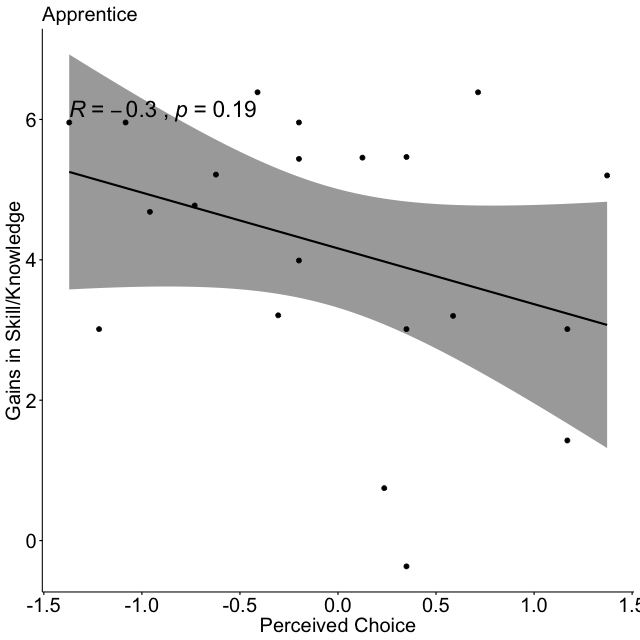 Apprentice
R = −0.3 , p = 0.19
Gains in Skill/Knowledge
6
4
2
0
-1.5 -1.0 -0.5 0.0 0.5 1.0 1.5
Perceived Choice